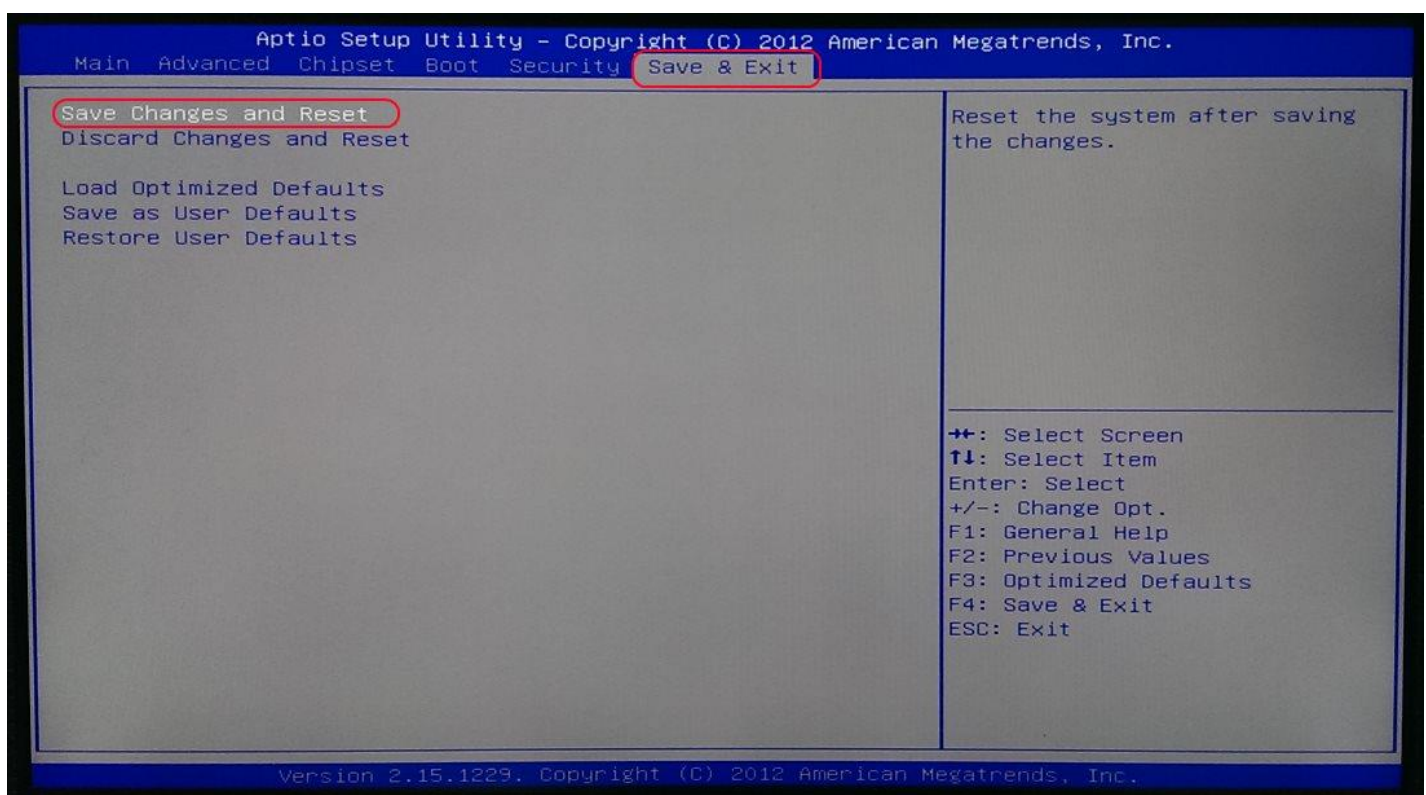 Aptio Setup Utility – Copyright (C) 2012 American Megatrends, Inc.
Main Advanced Chipset Boot Security Save & Exit
Save Changes and Reset
Discard Changes and Reset
Load Optimized Defaults
Save as User Defaults
Restore User Defaults
Reset the system after saving
the changes.
→←: Select Screen
↑↓: Select Item
Enter: Select
+/-: Change Opt.
F1: General Help
F2: Previous Values
F3: Optimized Defaults
F4: Save & Exit
ESC: Exit
Version 2.15.1229. Copyright (C) 2012 American Megatrends, Inc.